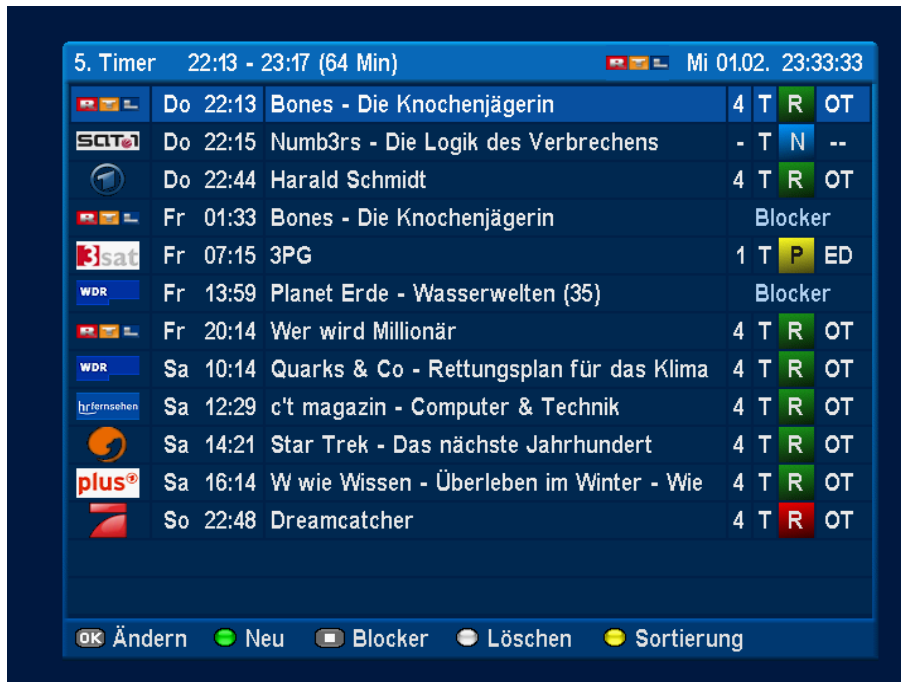 5. Timer 22:13 - 23:17 (64 Min) RTL Mi 01.02. 23:33:33
RTL Do 22:13 Bones - Die Knochenjägerin 4 T R OT
SAT.1 Do 22:15 Numb3rs - Die Logik des Verbrechens - T N --
1 Do 22:44 Harald Schmidt 4 T R OT
RTL Fr 01:33 Bones - Die Knochenjägerin Blocker
3sat Fr 07:15 3PG 1 T P ED
WDR Fr 13:59 Planet Erde - Wasserwelten (35) Blocker
RTL Fr 20:14 Wer wird Millionär 4 T R OT
WDR Sa 10:14 Quarks & Co - Rettungsplan für das Klima 4 T R OT
hrfernsehen Sa 12:29 c't magazin - Computer & Technik 4 T R OT
Sa 14:21 Star Trek - Das nächste Jahrhundert 4 T R OT
plus Sa 16:14 W wie Wissen - Überleben im Winter - Wie 4 T R OT
So 22:48 Dreamcatcher 4 T R OT
OK Ändern Neu Blocker Löschen Sortierung